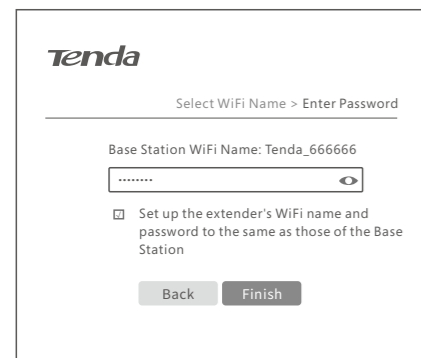 Tenda
Select WiFi Name > Enter Password
Base Station WiFi Name: Tenda_666666
••••••••
☑ Set up the extender's WiFi name and
password to the same as those of the Base
Station
Back Finish